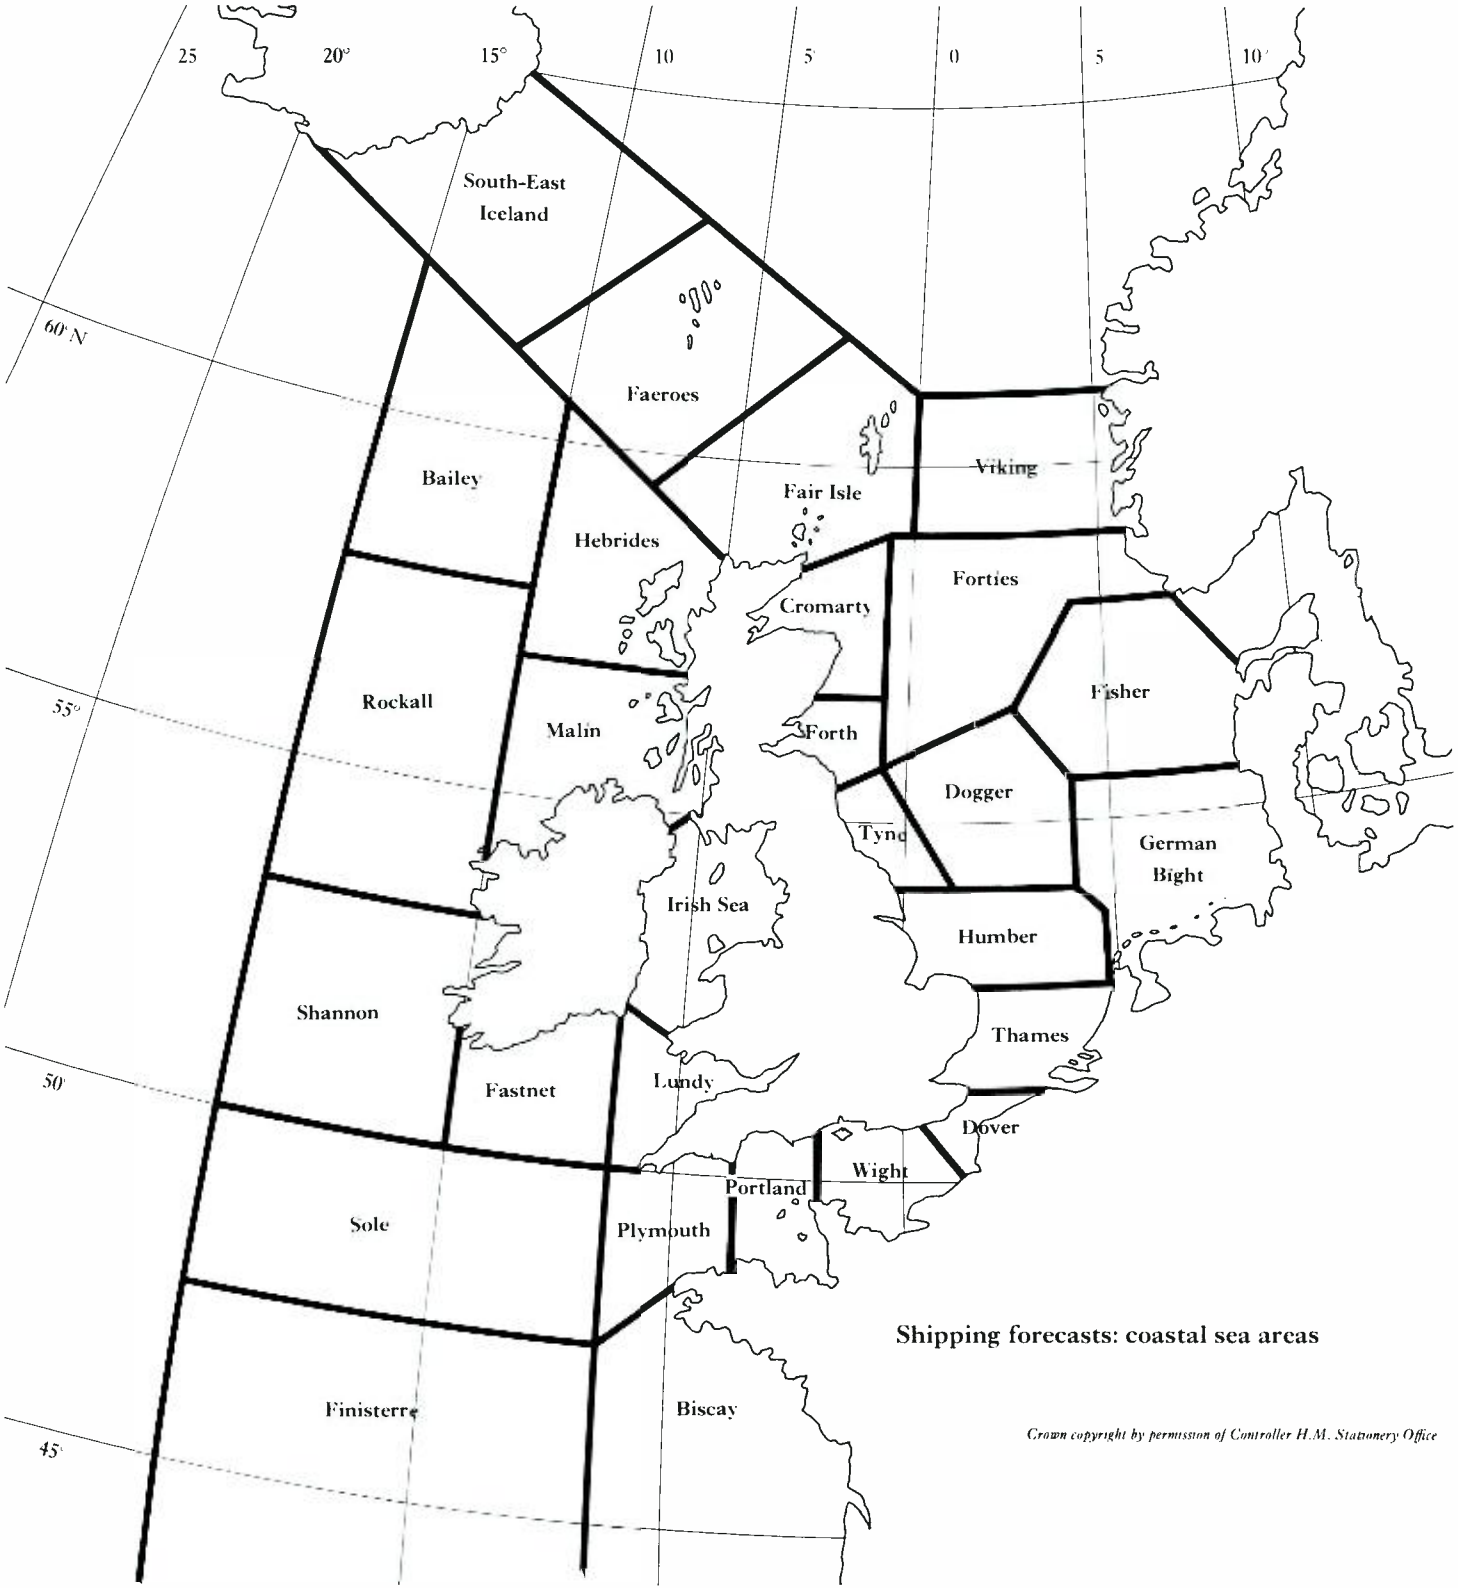 25 20° 15° 10 5° 0 5 10°
South-East
Iceland
60° N
Faeroes
Bailey
Viking
Fair Isle
Hebrides
Forties
Cromarty
Fisher
Rockall
55°
Malin
Forth
Dogger
Tyne
German
Bight
Irish Sea
Humber
Shannon
Thames
50°
Fastnet
Lundy
Dover
Wight
Portland
Sole
Plymouth
Shipping forecasts: coastal sea areas
Finisterre
Biscay
Crown copyright by permission of Controller H.M. Stationery Office
45°